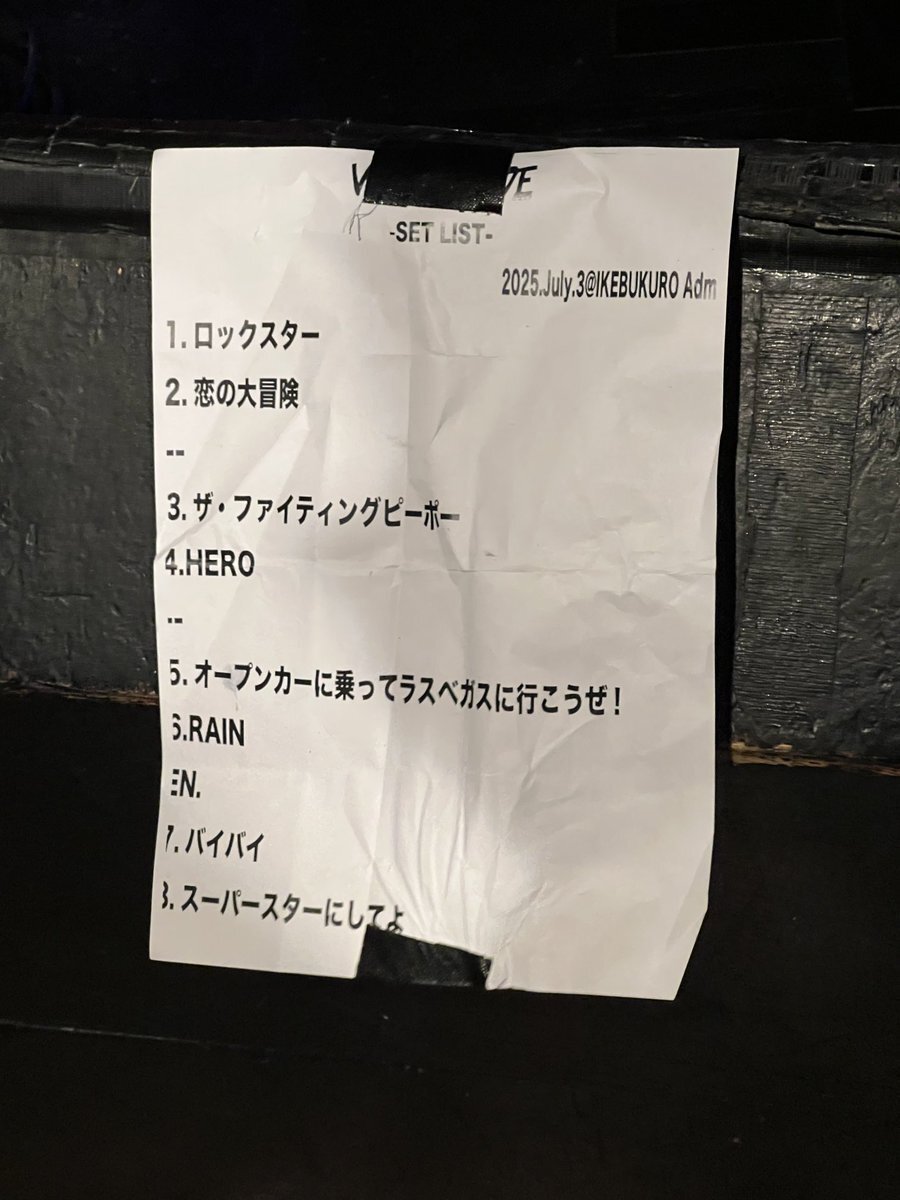 -SET LIST-
2025.July.3@IKEBUKURO Adm
1. ロックスター
2. 恋の大冒険
--
3. ザ・ファイティングピーポー
4.HERO
--
5. オープンカーに乗ってラスベガスに行こうぜ！
6.RAIN
EN.
7. バイバイ
8. スーパースターにしてよ